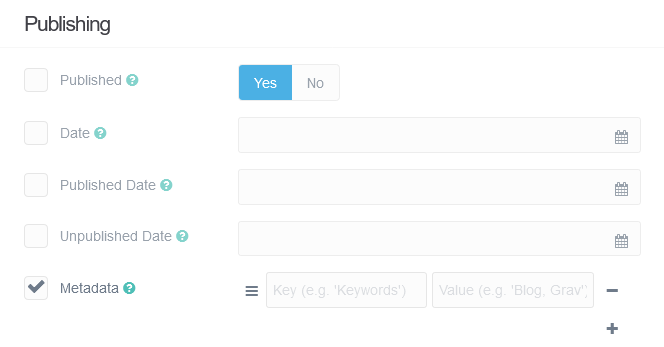 Publishing
Published ? Yes No
Date ?
Published Date ?
Unpublished Date ?
Metadata ? Key (e.g. 'Keywords') Value (e.g. 'Blog, Grav')